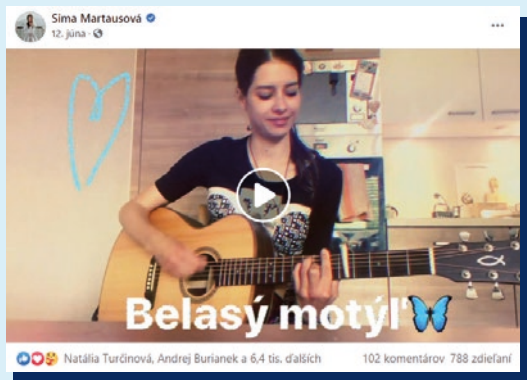 Sima Martausová
12. júna ·
Belasý motýľ
Natália Turčinová, Andrej Burianek a 6,4 tis. ďalších
102 komentárov 788 zdieľaní